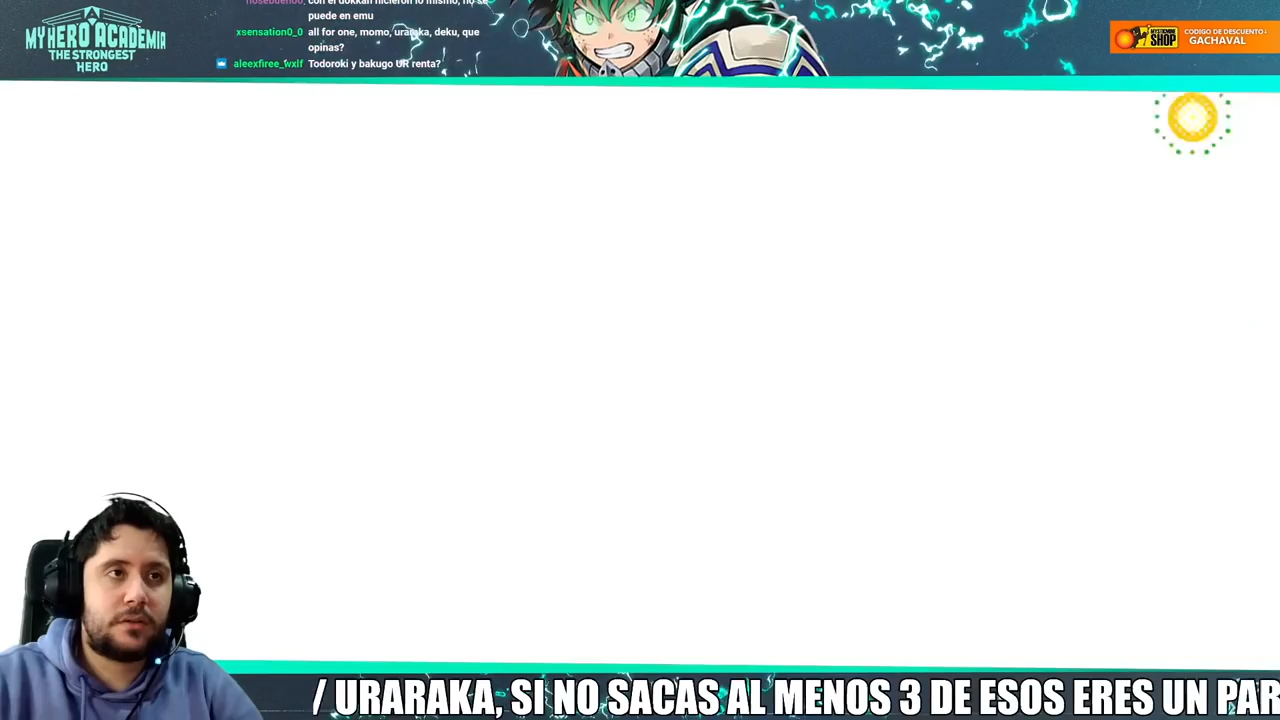 MY HERO ACADEMIA
THE STRONGEST
HERO
con el dokkan hicieron lo mismo, no se
puede en emu
xsensation0_0 all for one, momo, uraraka, deku, que
opinas?
aleexfiree_wxlf Todoroki y bakugo UR renta?
SHOP
CODIGO DE DESCUENTO
GACHAVAL
/ URARAKA, SI NO SACAS AL MENOS 3 DE ESOS ERES UN PAR